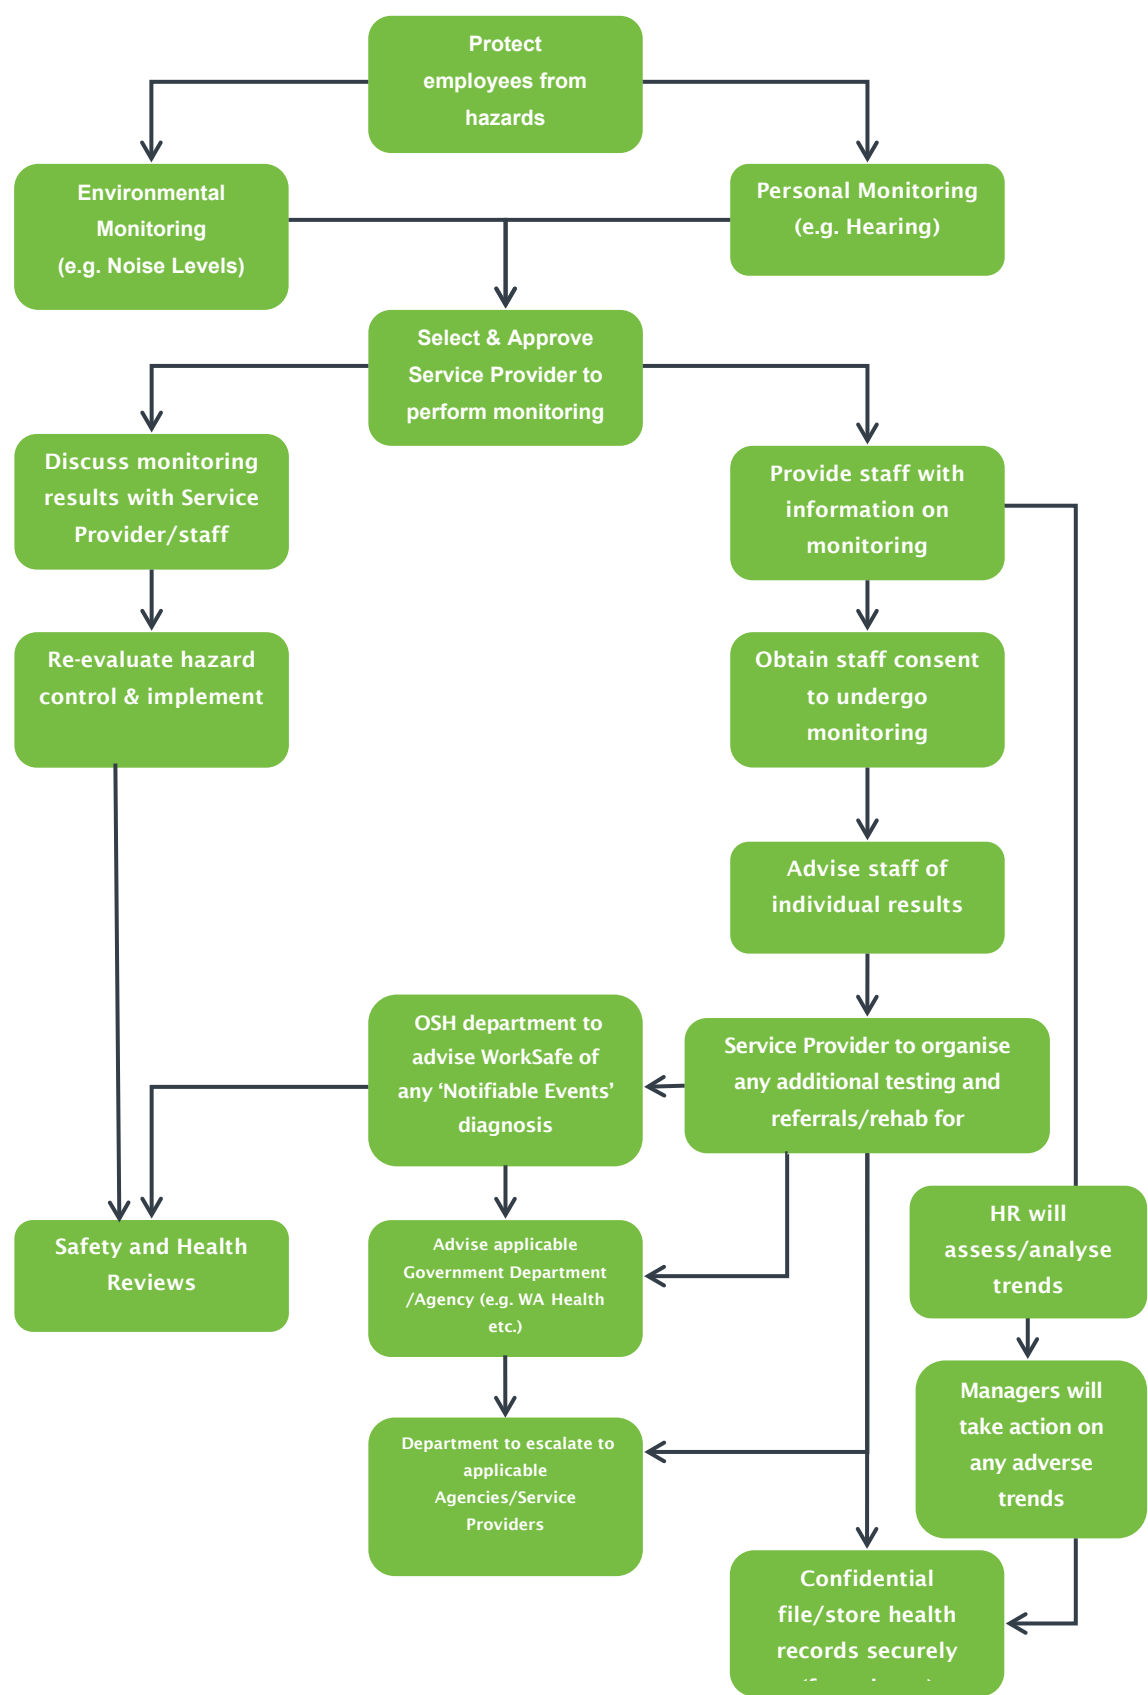 Protect
employees from
hazards
Environmental
Monitoring
(e.g. Noise Levels)
Personal Monitoring
(e.g. Hearing)
Select & Approve
Service Provider to
perform monitoring
Discuss monitoring
results with Service
Provider/staff
Provide staff with
information on
monitoring
Re-evaluate hazard
control & implement
Obtain staff consent
to undergo
monitoring
Advise staff of
individual results
OSH department to
advise WorkSafe of
any ‘Notifiable Events’
diagnosis
Service Provider to organise
any additional testing and
referrals/rehab for
Safety and Health
Reviews
Advise applicable
Government Department
/Agency (e.g. WA Health
etc.)
HR will
assess/analyse
trends
Department to escalate to
applicable
Agencies/Service
Providers
Managers will
take action on
any adverse
trends
Confidential
file/store health
records securely